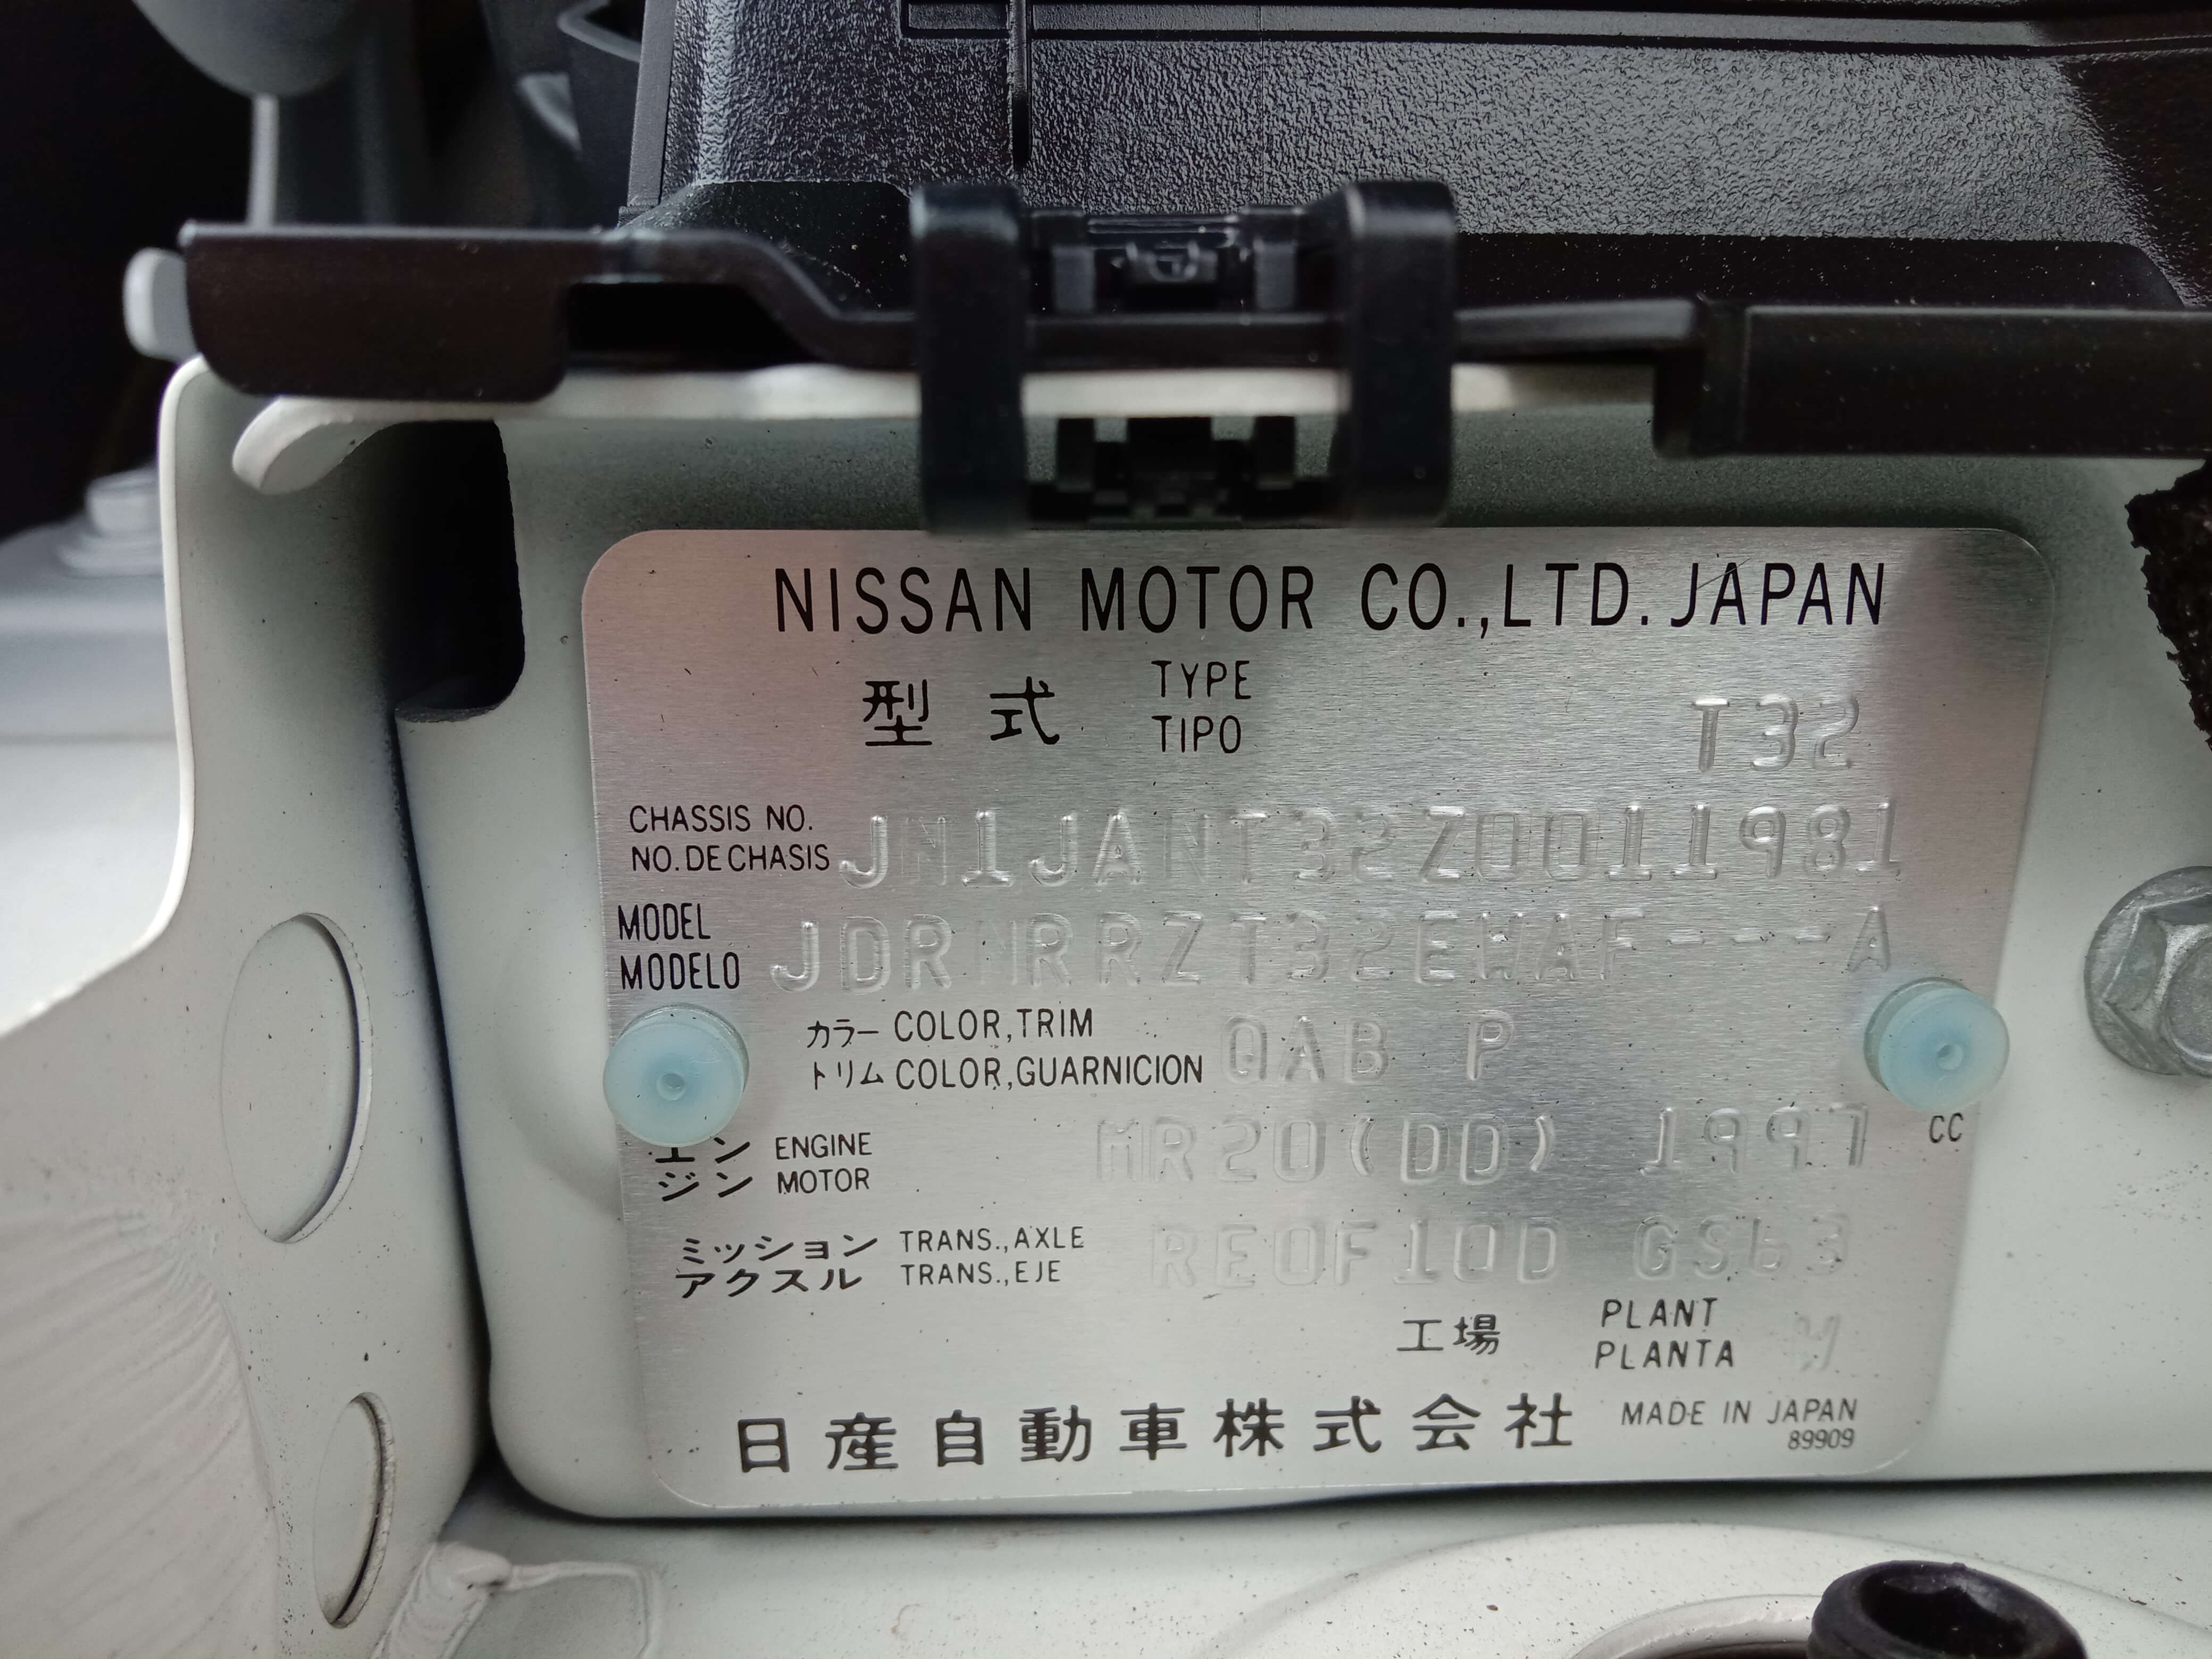 NISSAN MOTOR CO.,LTD. JAPAN
型式 TYPE
TIPO
T32
CHASSIS NO.
NO.DE CHASIS
JN1JANT32Z0011981
MODEL
MODELO
JDRNRRZT32EWAF---A
カラー COLOR,TRIM
トリム COLOR,GUARNICION
QAB P
エン ENGINE
ジン MOTOR
MR20(DD) 1997 CC
ミッション TRANS.,AXLE
アクスル TRANS.,EJE
RE0F10D GS63
工場 PLANT
PLANTA
日産自動車株式会社
MADE IN JAPAN
89909